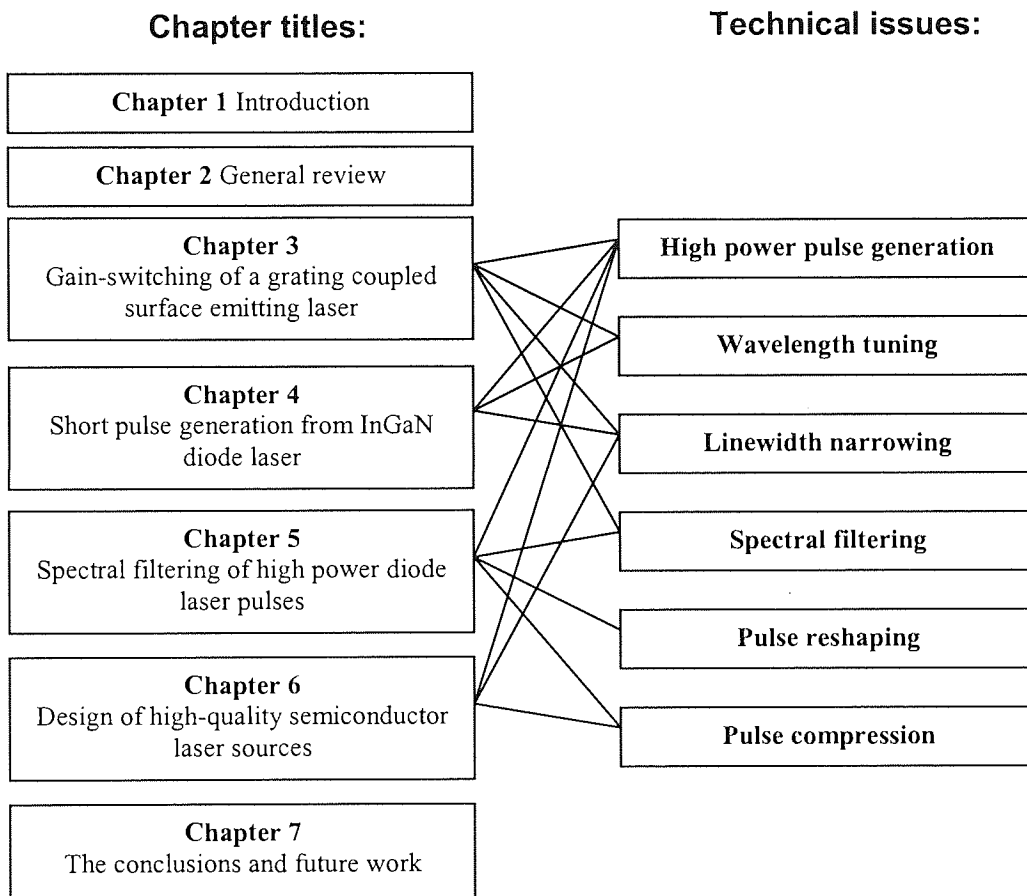 Chapter titles:
Technical issues:
Chapter 1 Introduction
Chapter 2 General review
Chapter 3
Gain-switching of a grating coupled
surface emitting laser
Chapter 4
Short pulse generation from InGaN
diode laser
Chapter 5
Spectral filtering of high power diode
laser pulses
Chapter 6
Design of high-quality semiconductor
laser sources
Chapter 7
The conclusions and future work
High power pulse generation
Wavelength tuning
Linewidth narrowing
Spectral filtering
Pulse reshaping
Pulse compression